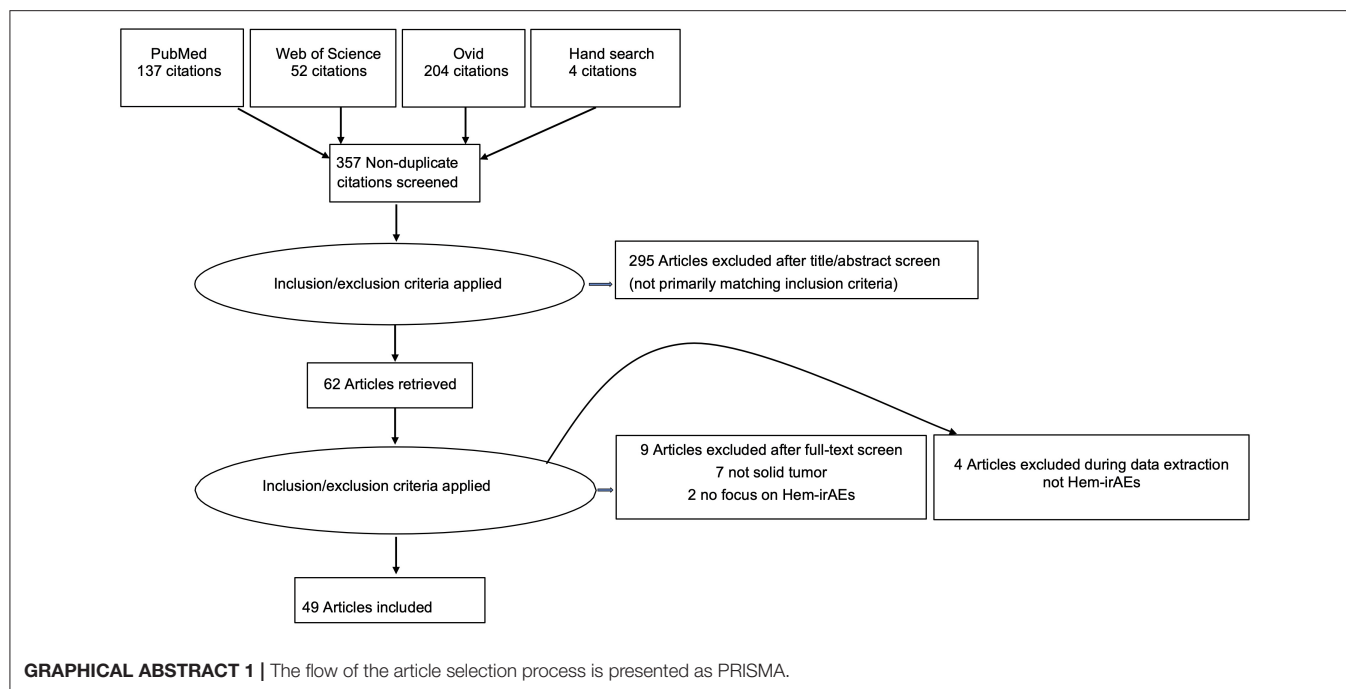 PubMed
137 citations
Web of Science
52 citations
Ovid
204 citations
Hand search
4 citations
357 Non-duplicate
citations screened
Inclusion/exclusion criteria applied
295 Articles excluded after title/abstract screen
(not primarily matching inclusion criteria)
62 Articles retrieved
Inclusion/exclusion criteria applied
9 Articles excluded after full-text screen
7 not solid tumor
2 no focus on Hem-irAEs
4 Articles excluded during data extraction
not Hem-irAEs
49 Articles included
GRAPHICAL ABSTRACT 1 | The flow of the article selection process is presented as PRISMA.